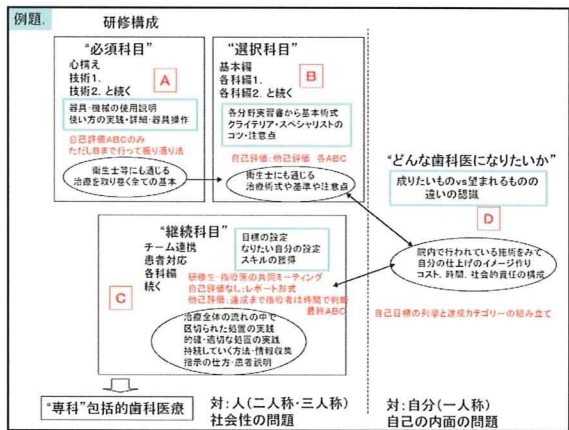 例題.
研修構成
“必須科目”
心構え
技術1.
技術2. と続く
A
器具・機械の使用説明
使い方の実践・詳細・器具操作
自己評価ABCのみ
ただしBまで行って振り返り法
衛生士等にも通じる
治療を取り巻く全ての基本
“選択科目”
基本編
各科編1.
各科編2. と続く
B
各分野実習書から基本術式
クライテリア・スペシャリストの
コツ・注意点
自己評価:他己評価 各ABC
衛生士にも通じる
治療術式や基準や注意点
“どんな歯科医になりたいか”
成りたいものvs望まれるものの
違いの認識
D
院内で行われている施術をみて
自分の仕上げのイメージ作り
コスト、時間、社会的責任の構成
自己目標の列挙と達成カテゴリーの組み立て
“継続科目”
チーム連携
患者対応
各科編
続く
C
目標の設定
なりたい自分の設定
スキルの獲得
研修生・指導医の共同ミーティング
自己評価なし:レポート形式
他己評価:達成まで指導者は時間で判断
最終ABC
治療全体の流れの中で
区切られた処置の実践
的確・適切な処置の実践
持続していく方法・情報収集
指示の仕方・患者説明
“専科”包括的歯科医療
対:人(二人称・三人称)
社会性の問題
対:自分(一人称)
自己の内面の問題